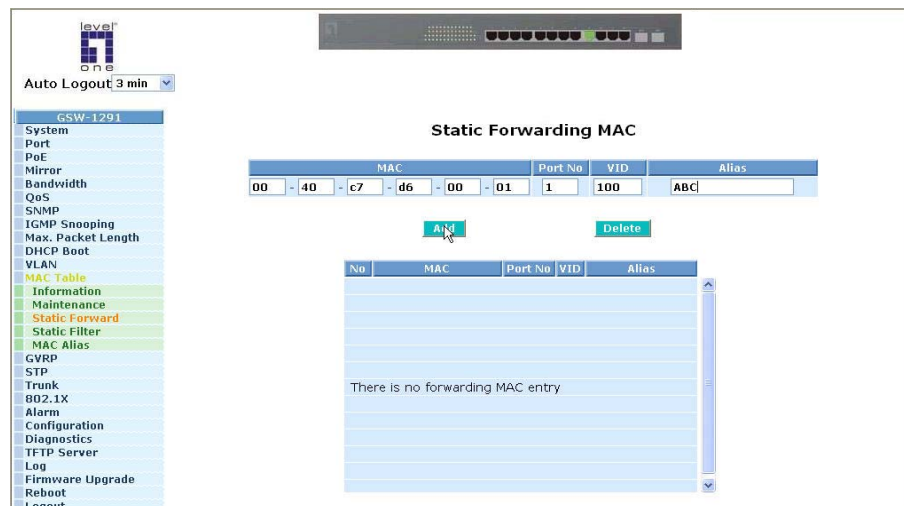 level
one
Auto Logout 3 min
GSW-1291
System
Port
PoE
Mirror
Bandwidth
QoS
SNMP
IGMP Snooping
Max. Packet Length
DHCP Boot
VLAN
MAC Table
Information
Maintenance
Static Forward
Static Filter
MAC Alias
GVRP
STP
Trunk
802.1X
Alarm
Configuration
Diagnostics
TFTP Server
Log
Firmware Upgrade
Reboot
Logout
Static Forwarding MAC
MAC Port No VID Alias
00 - 40 - c7 - d6 - 00 - 01 1 100 ABC
Add Delete
No MAC Port No VID Alias
There is no forwarding MAC entry